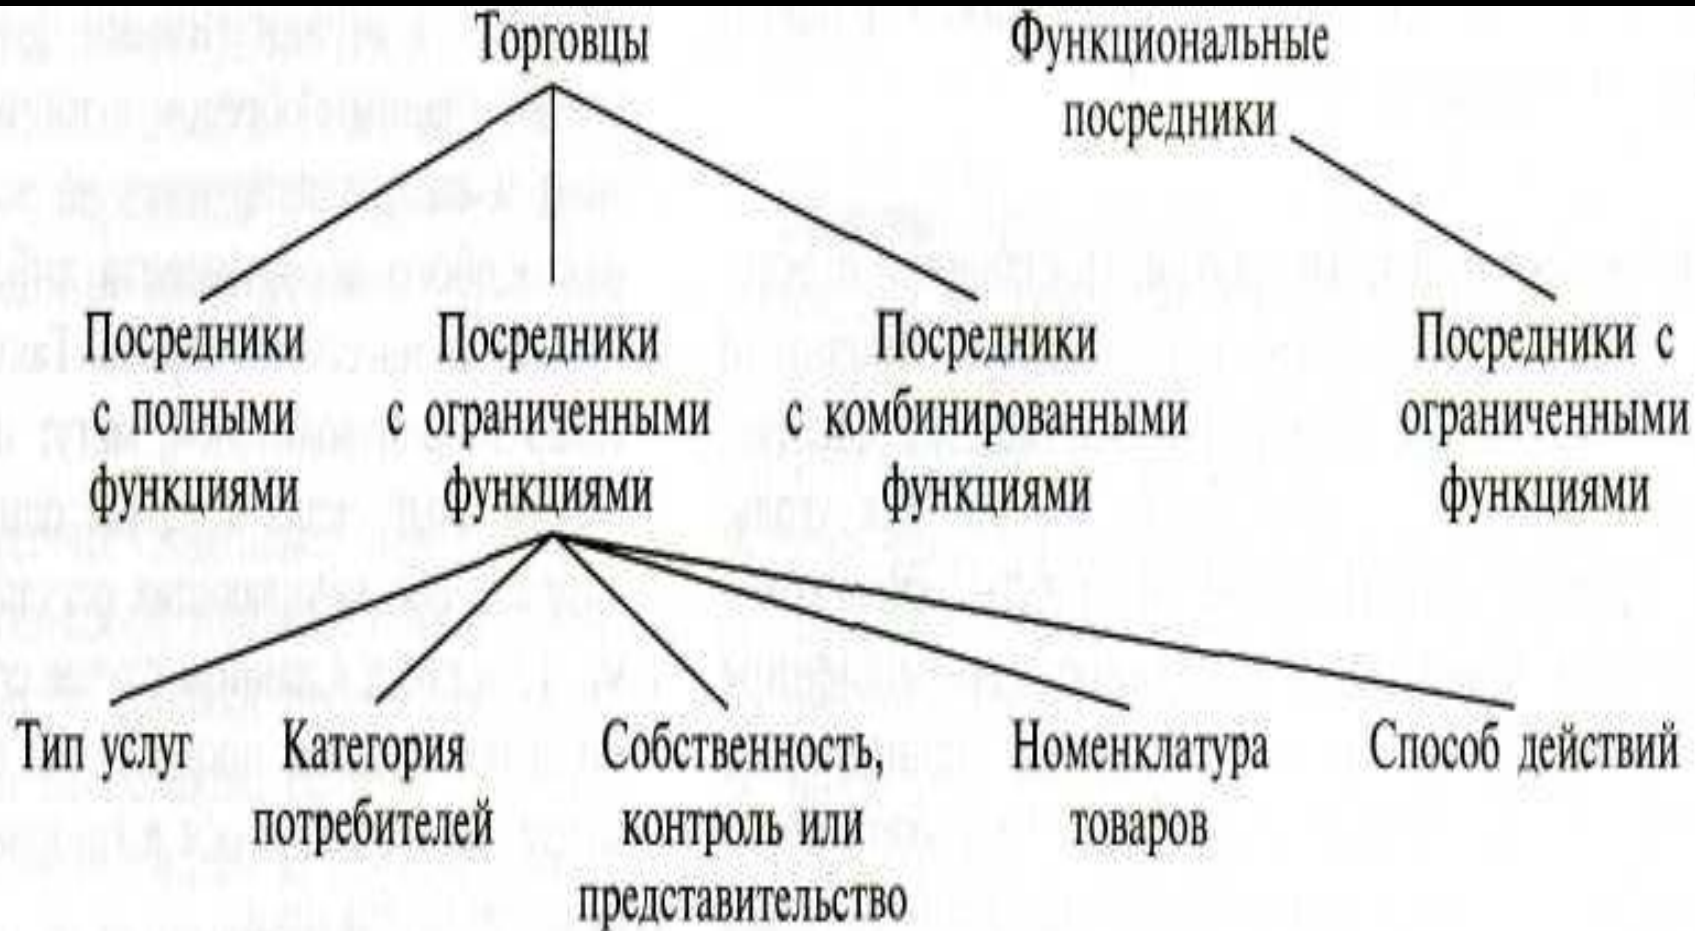 Торговцы
Функциональные
посредники
Посредники
с полными
функциями
Посредники
с ограниченными
функциями
Посредники
с комбинированными
функциями
Посредники с
ограниченными
функциями
Тип услуг
Категория
потребителей
Собственность,
контроль или
представительство
Номенклатура
товаров
Способ действий